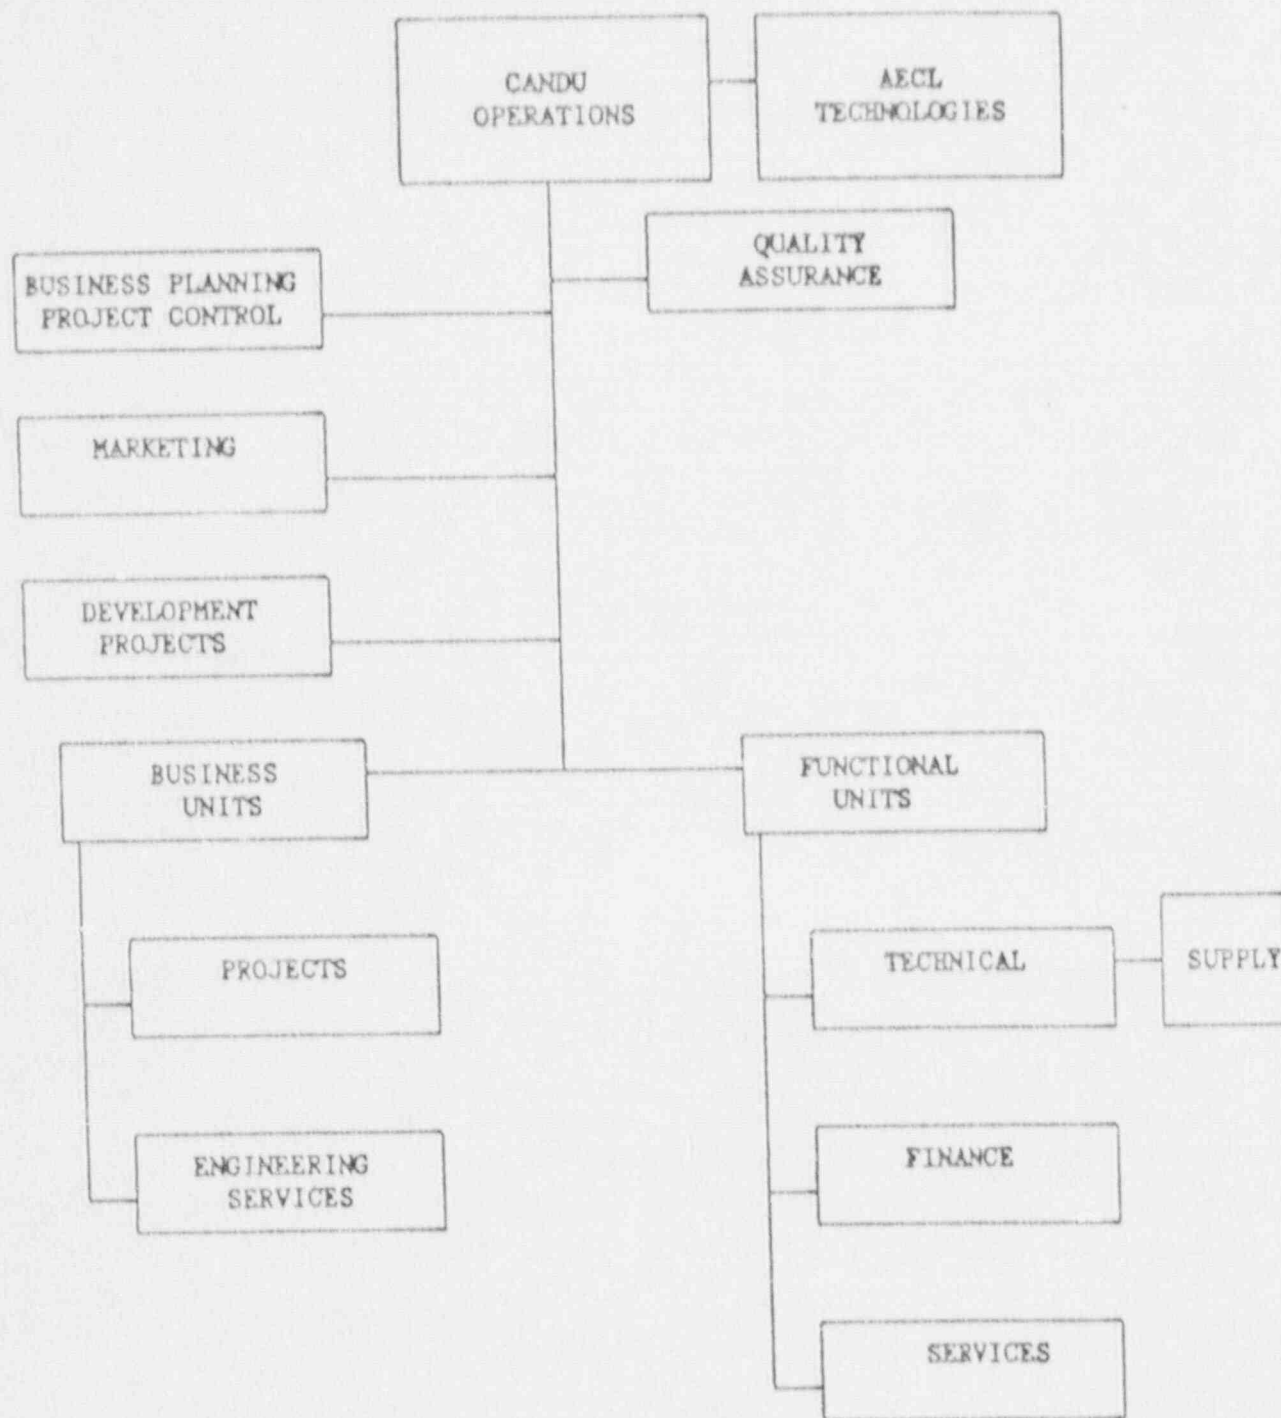 CANDU
OPERATIONS
AECL
TECHNOLOGIES
QUALITY
ASSURANCE
BUSINESS PLANNING
PROJECT CONTROL
MARKETING
DEVELOPMENT
PROJECTS
BUSINESS
UNITS
FUNCTIONAL
UNITS
PROJECTS
TECHNICAL
SUPPLY
ENGINEERING
SERVICES
FINANCE
SERVICES